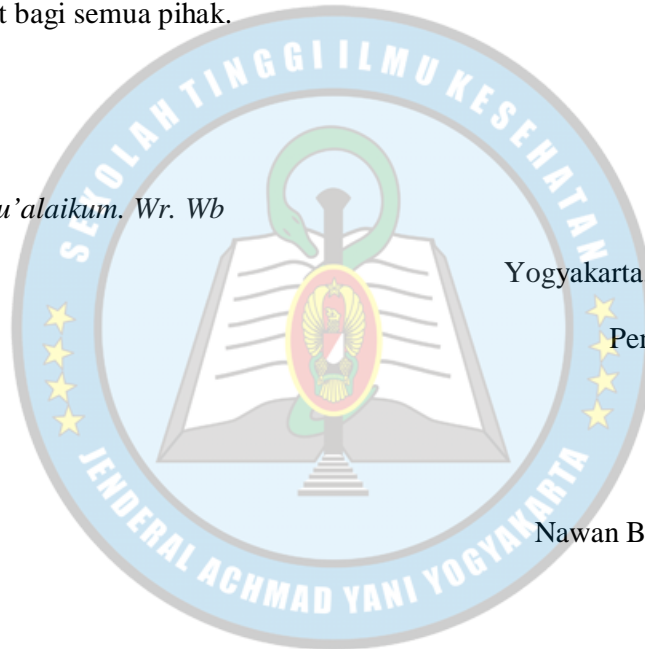 t bagi semua pihak.
SEKOLAH TINGGI ILMU KESEHATAN
u’alaikum. Wr. Wb
Yogyakarta
Per
Nawan B
JENDERAL ACHMAD YANI YOGYAKARTA